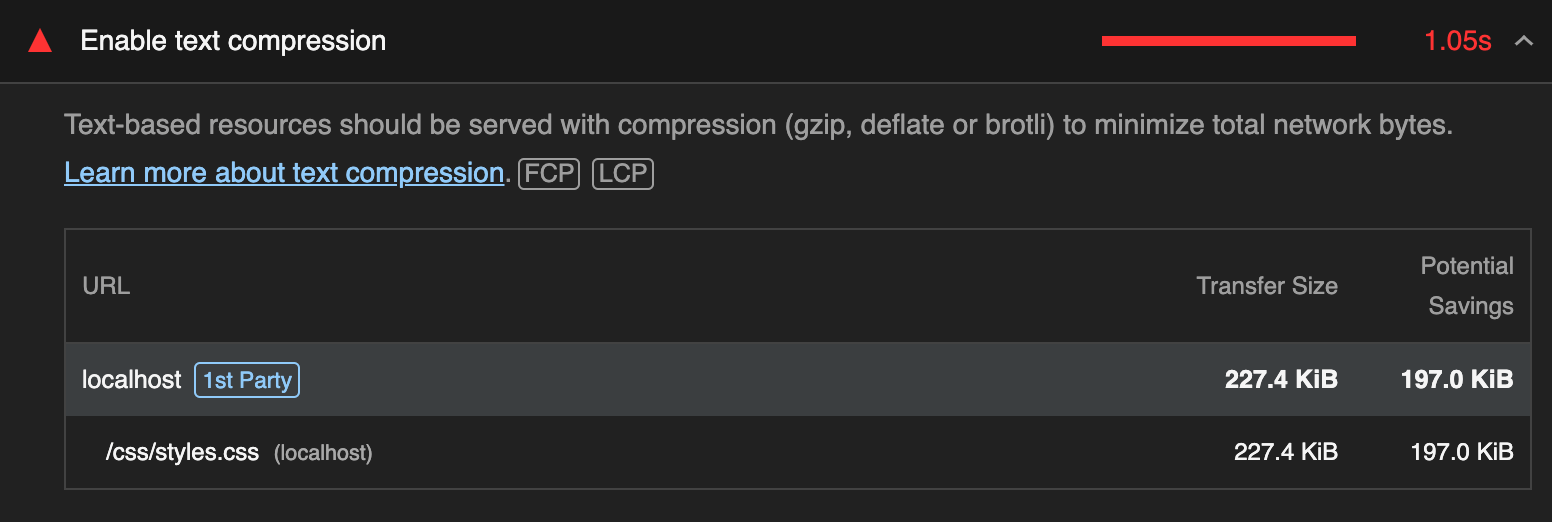 Enable text compression 1.05s
Text-based resources should be served with compression (gzip, deflate or brotli) to minimize total network bytes.
Learn more about text compression. FCP LCP
URL Transfer Size Potential Savings
localhost 1st Party 227.4 KiB 197.0 KiB
/css/styles.css (localhost) 227.4 KiB 197.0 KiB